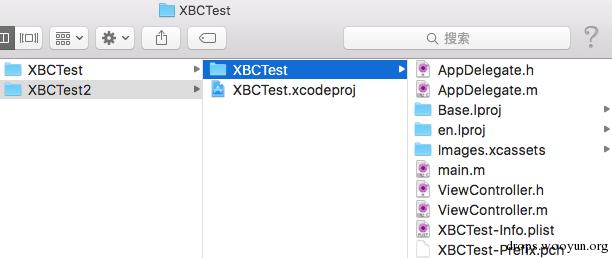 XBCTest
搜索
?
XBCTest
XBCTest2
XBCTest
XBCTest.xcodeproj
AppDelegate.h
AppDelegate.m
Base.lproj
en.lproj
Images.xcassets
main.m
ViewController.h
ViewController.m
XBCTest-Info.plist
XBCTest-Prefix.pch
drops.wooyun.org